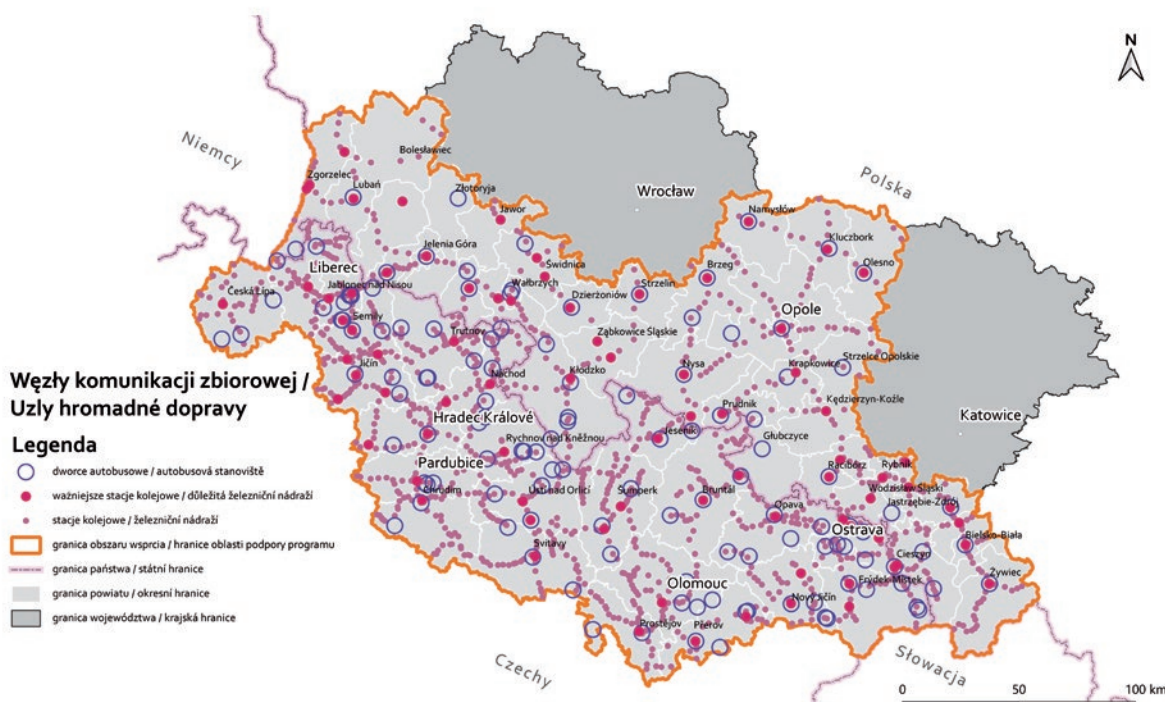 N
Niemcy
Polska
Bolesławiec
Zgorzelec
Lubań
Złotoryja
Wrocław
Jawor
Namysłów
Kluczbork
Jelenia Góra
Olesno
Świdnica
Liberec
Brzeg
Strzelin
Wałbrzych
Česká Lípa
Jablonec nad Nisou
Dzierżoniów
Opole
Semily
Trutnov
Ząbkowice Śląskie
Jičín
Strzelce Opolskie
Krapkowice
Nysa
Kłodzko
Náchod
Węzły komunikacji zbiorowej /
Uzly hromadné dopravy
Kędzierzyn-Koźle
Katowice
Hradec Králové
Prudnik
Jeseník
Głubczyce
Rychnov nad Kněžnou
Legenda
Pardubice
Racibórz
Rybnik
dworce autobusowe / autobusová stanoviště
Chrudim
Ústí nad Orlicí
Šumperk
Bruntál
Wodzisław Śląski
ważniejsze stacje kolejowe / důležitá železniční nádraží
Jastrzębie-Zdrój
Opava
stacje kolejowe / železniční nádraží
Ostrava
Bielsko-Biała
granica obszaru wsprcia / hranice oblasti podpory programu
Svitavy
Cieszyn
granica państwa / státní hranice
Olomouc
Frýdek-Místek
Żywiec
granica powiatu / okresní hranice
Nový Jičín
granica województwa / krajská hranice
Prostějov
Přerov
Czechy
Słowacja
0 50 100 km